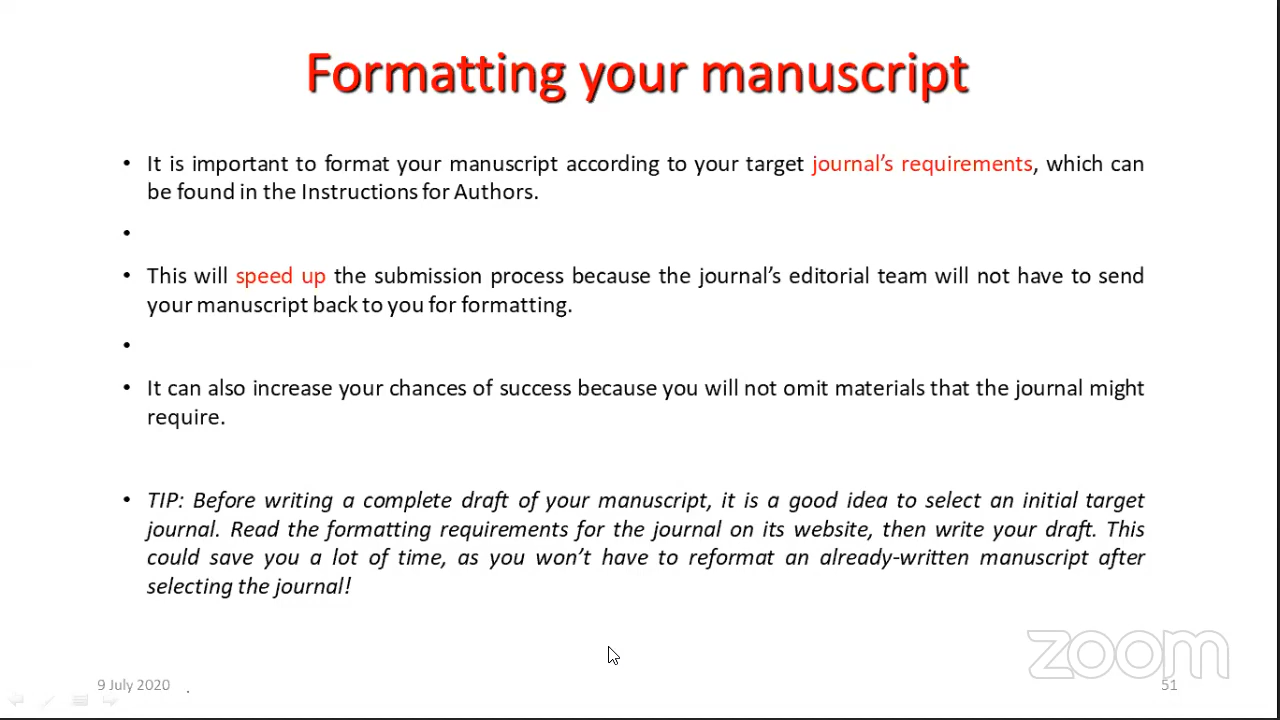 Formatting your manuscript
• It is important to format your manuscript according to your target journal’s requirements, which can
be found in the Instructions for Authors.
•
• This will speed up the submission process because the journal’s editorial team will not have to send
your manuscript back to you for formatting.
•
• It can also increase your chances of success because you will not omit materials that the journal might
require.
• TIP: Before writing a complete draft of your manuscript, it is a good idea to select an initial target
journal. Read the formatting requirements for the journal on its website, then write your draft. This
could save you a lot of time, as you won’t have to reformat an already-written manuscript after
selecting the journal!
zoom
9 July 2020 .
51